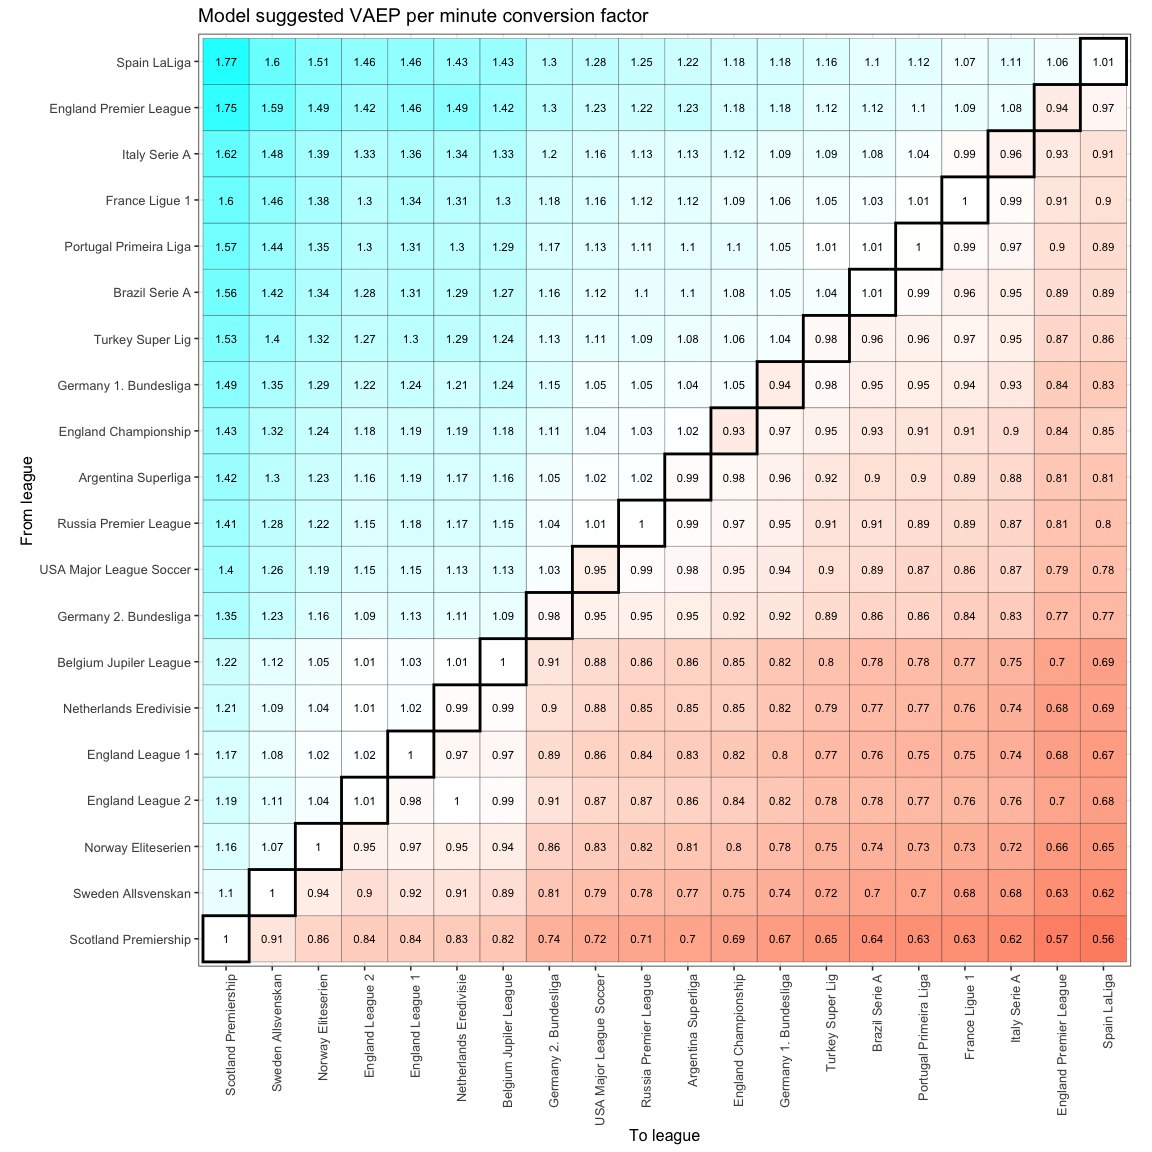 Model suggested VAEP per minute conversion factor
Spain LaLiga 1.77 1.6 1.51 1.46 1.46 1.43 1.43 1.3 1.28 1.25 1.22 1.18 1.18 1.16 1.1 1.12 1.07 1.11 1.06 1.01
England Premier League 1.75 1.59 1.49 1.42 1.46 1.49 1.42 1.3 1.23 1.22 1.23 1.18 1.18 1.12 1.12 1.1 1.09 1.08 0.94 0.97
Italy Serie A 1.62 1.48 1.39 1.33 1.36 1.34 1.33 1.2 1.16 1.13 1.13 1.12 1.09 1.09 1.08 1.04 0.99 0.96 0.93 0.91
France Ligue 1 1.6 1.46 1.38 1.3 1.34 1.31 1.3 1.18 1.16 1.12 1.12 1.09 1.06 1.05 1.03 1.01 1 0.99 0.91 0.9
Portugal Primeira Liga 1.57 1.44 1.35 1.3 1.31 1.3 1.29 1.17 1.13 1.11 1.1 1.1 1.05 1.01 1.01 1 0.99 0.97 0.9 0.89
Brazil Serie A 1.56 1.42 1.34 1.28 1.31 1.29 1.27 1.16 1.12 1.1 1.1 1.08 1.05 1.04 1.01 0.99 0.96 0.95 0.89 0.89
Turkey Super Lig 1.53 1.4 1.32 1.27 1.3 1.29 1.24 1.13 1.11 1.09 1.08 1.06 1.04 0.98 0.96 0.96 0.97 0.95 0.87 0.86
Germany 1. Bundesliga 1.49 1.35 1.29 1.22 1.24 1.21 1.24 1.15 1.05 1.05 1.04 1.05 0.94 0.98 0.95 0.95 0.94 0.93 0.84 0.83
England Championship 1.43 1.32 1.24 1.18 1.19 1.19 1.18 1.11 1.04 1.03 1.02 0.93 0.97 0.95 0.93 0.91 0.91 0.9 0.84 0.85
Argentina Superliga 1.42 1.3 1.23 1.16 1.19 1.17 1.16 1.05 1.02 1.02 0.99 0.98 0.96 0.92 0.9 0.9 0.89 0.88 0.81 0.81
Russia Premier League 1.41 1.28 1.22 1.15 1.18 1.17 1.15 1.04 1.01 1 0.99 0.97 0.95 0.91 0.91 0.89 0.89 0.87 0.81 0.8
USA Major League Soccer 1.4 1.26 1.19 1.15 1.15 1.13 1.13 1.03 0.95 0.99 0.98 0.95 0.94 0.9 0.89 0.87 0.86 0.87 0.79 0.78
Germany 2. Bundesliga 1.35 1.23 1.16 1.09 1.13 1.11 1.09 0.98 0.95 0.95 0.95 0.92 0.92 0.89 0.86 0.86 0.84 0.83 0.77 0.77
Belgium Jupiler League 1.22 1.12 1.05 1.01 1.03 1.01 1 0.91 0.88 0.86 0.86 0.85 0.82 0.8 0.78 0.78 0.77 0.75 0.7 0.69
Netherlands Eredivisie 1.21 1.09 1.04 1.01 1.02 0.99 0.99 0.9 0.88 0.85 0.85 0.85 0.82 0.79 0.77 0.77 0.76 0.74 0.68 0.69
England League 1 1.17 1.08 1.02 1.02 1 0.97 0.97 0.89 0.86 0.84 0.83 0.82 0.8 0.77 0.76 0.75 0.75 0.74 0.68 0.67
England League 2 1.19 1.11 1.04 1.01 0.98 1 0.99 0.91 0.87 0.87 0.86 0.84 0.82 0.78 0.78 0.77 0.76 0.76 0.7 0.68
Norway Eliteserien 1.16 1.07 1 0.95 0.97 0.95 0.94 0.86 0.83 0.82 0.81 0.8 0.78 0.75 0.74 0.73 0.73 0.72 0.66 0.65
Sweden Allsvenskan 1.1 1 0.94 0.9 0.92 0.91 0.89 0.81 0.79 0.78 0.77 0.75 0.74 0.72 0.7 0.7 0.68 0.68 0.63 0.62
Scotland Premiership 1 0.91 0.86 0.84 0.84 0.83 0.82 0.74 0.72 0.71 0.7 0.69 0.67 0.65 0.64 0.63 0.63 0.62 0.57 0.56
From league
Scotland Premiership
Sweden Allsvenskan
Norway Eliteserien
England League 2
England League 1
Netherlands Eredivisie
Belgium Jupiler League
Germany 2. Bundesliga
USA Major League Soccer
Russia Premier League
Argentina Superliga
England Championship
Germany 1. Bundesliga
Turkey Super Lig
Brazil Serie A
Portugal Primeira Liga
France Ligue 1
Italy Serie A
England Premier League
Spain LaLiga
To league